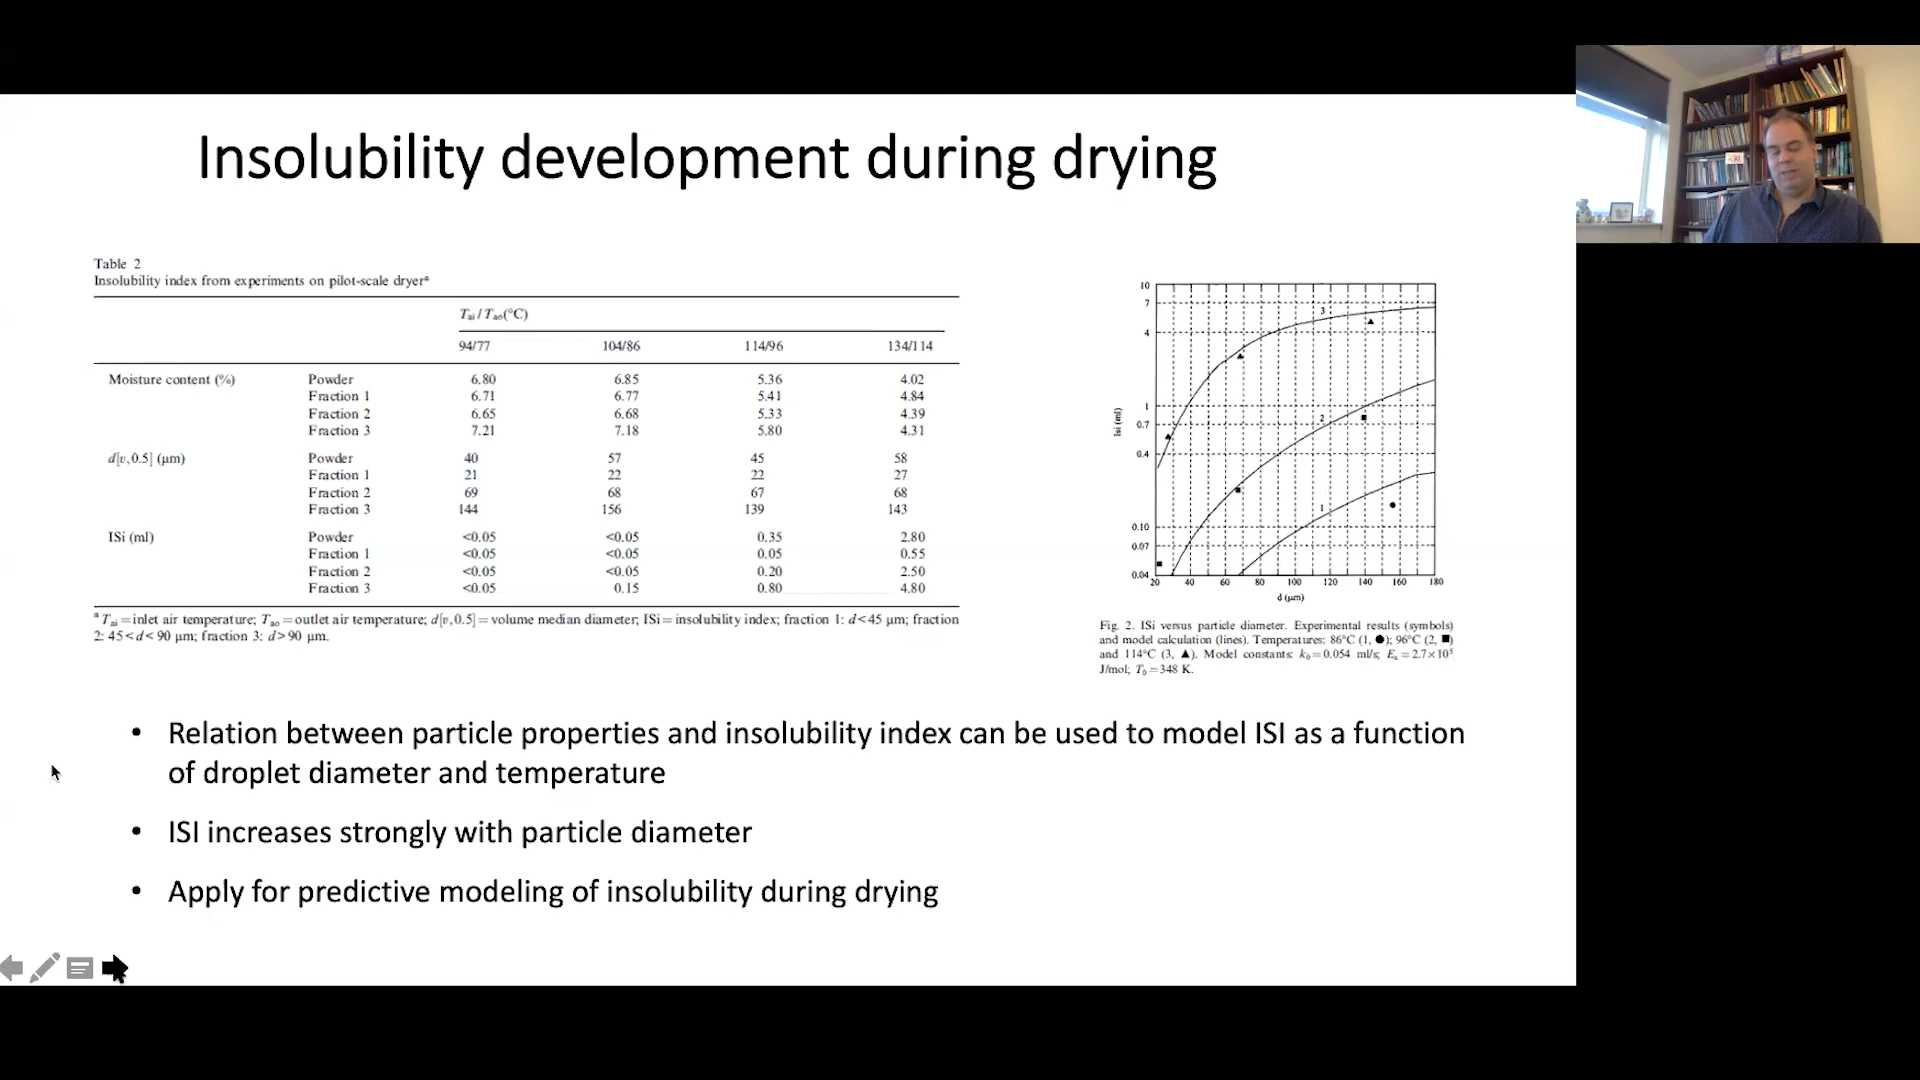 Insolubility development during drying
Table 2
Insolubility index from experiments on pilot-scale dryerᵃ
Tai/Tao(°C)
94/77 104/86 114/96 134/114
Moisture content (%) Powder 6.80 6.85 5.36 4.02
Fraction 1 6.71 6.77 5.41 4.84
Fraction 2 6.65 6.68 5.33 4.39
Fraction 3 7.21 7.18 5.80 4.31
d[v,0.5] (μm) Powder 40 57 45 58
Fraction 1 21 22 22 27
Fraction 2 69 68 67 68
Fraction 3 144 156 139 143
ISi (ml) Powder <0.05 <0.05 0.35 2.80
Fraction 1 <0.05 <0.05 0.05 0.55
Fraction 2 <0.05 <0.05 0.20 2.50
Fraction 3 <0.05 0.15 0.80 4.80
ᵃ Tai=inlet air temperature; Tao=outlet air temperature; d[v,0.5]=volume median diameter; ISi=insolubility index; fraction 1: d<45 μm; fraction
2: 45<d<90 μm; fraction 3: d>90 μm.
10
7
4
1
0.7
0.4
0.10
0.07
0.04
Isi (ml)
3
2
1
20 40 60 80 100 120 140 160 180
d (μm)
Fig. 2. ISi versus particle diameter. Experimental results (symbols)
and model calculation (lines). Temperatures: 86°C (1, ●); 96°C (2, ■)
and 114°C (3, ▲). Model constants: k₀=0.054 ml/s; Eₐ=2.7×10⁵
J/mol; T₀=348 K.
• Relation between particle properties and insolubility index can be used to model ISI as a function
of droplet diameter and temperature
• ISI increases strongly with particle diameter
• Apply for predictive modeling of insolubility during drying